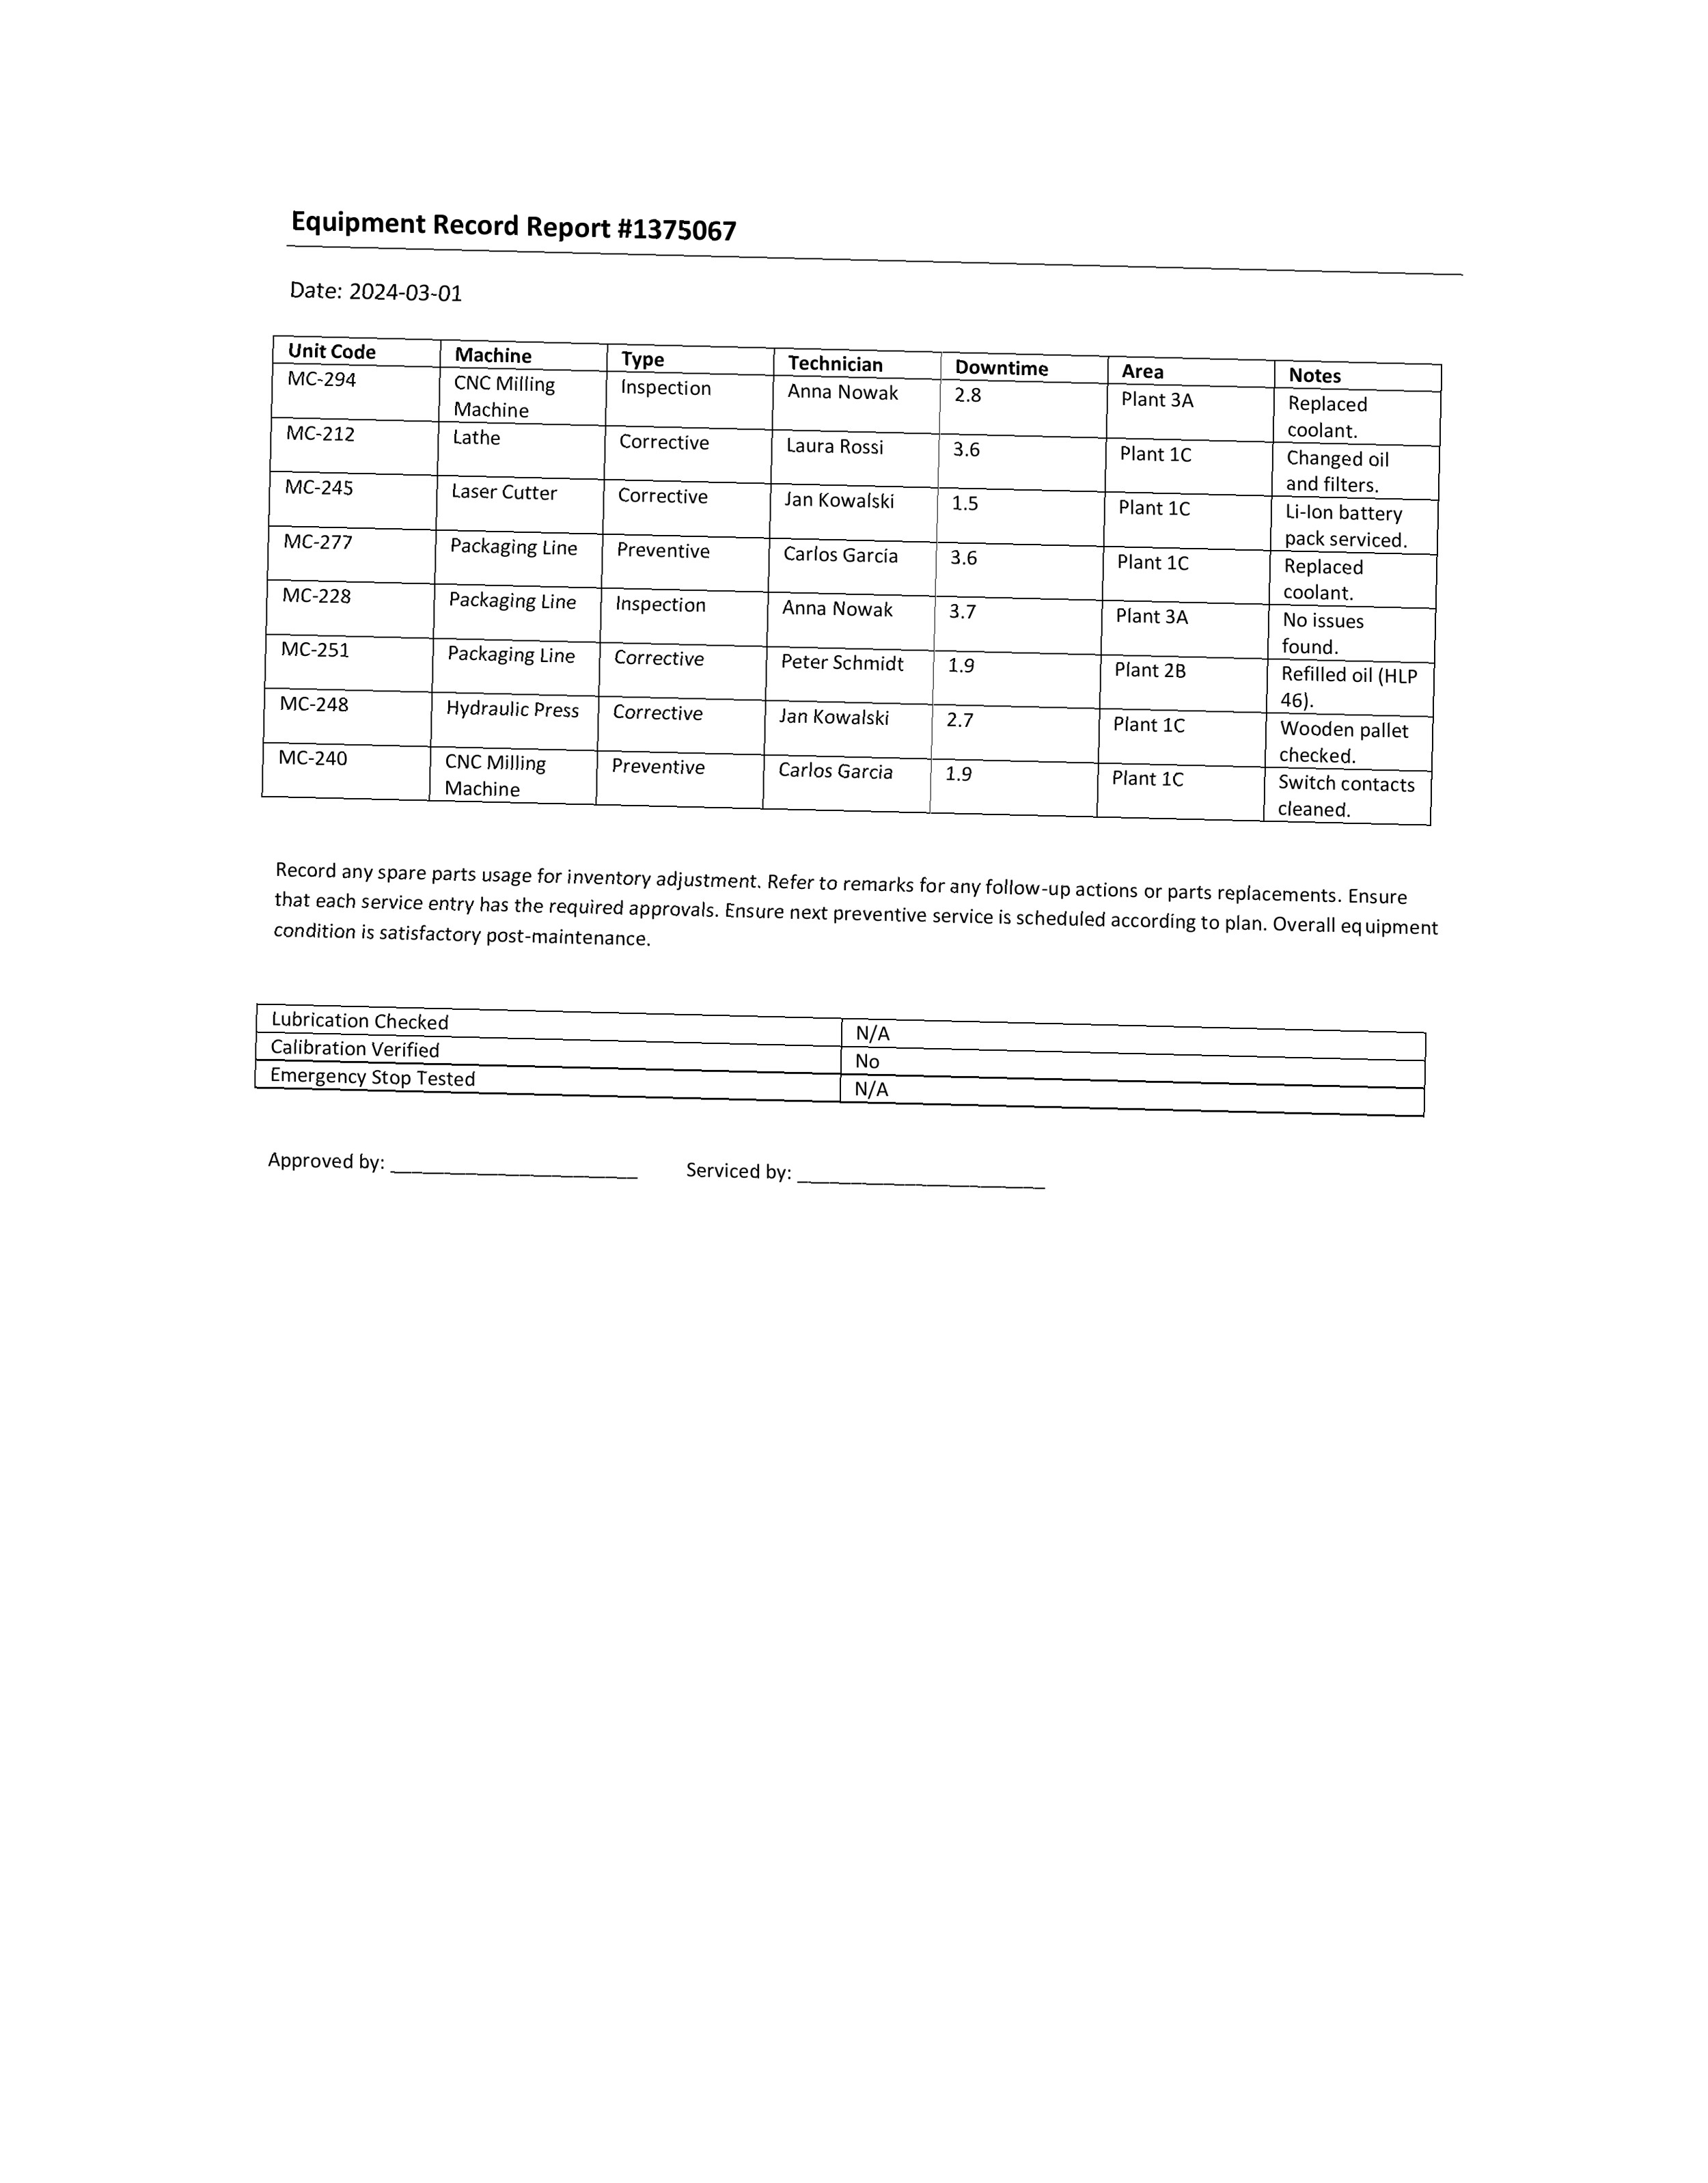 Equipment Record Report #1375067
Date: 2024-03-01
Unit Code Machine Type Technician Downtime Area Notes
MC-294 CNC Milling Machine Inspection Anna Nowak 2.8 Plant 3A Replaced coolant.
MC-212 Lathe Corrective Laura Rossi 3.6 Plant 1C Changed oil and filters.
MC-245 Laser Cutter Corrective Jan Kowalski 1.5 Plant 1C Li-Ion battery pack serviced.
MC-277 Packaging Line Preventive Carlos Garcia 3.6 Plant 1C Replaced coolant.
MC-228 Packaging Line Inspection Anna Nowak 3.7 Plant 3A No issues found.
MC-251 Packaging Line Corrective Peter Schmidt 1.9 Plant 2B Refilled oil (HLP 46).
MC-248 Hydraulic Press Corrective Jan Kowalski 2.7 Plant 1C Wooden pallet checked.
MC-240 CNC Milling Machine Preventive Carlos Garcia 1.9 Plant 1C Switch contacts cleaned.
Record any spare parts usage for inventory adjustment. Refer to remarks for any follow-up actions or parts replacements. Ensure
that each service entry has the required approvals. Ensure next preventive service is scheduled according to plan. Overall equipment
condition is satisfactory post-maintenance.
Lubrication Checked N/A
Calibration Verified No
Emergency Stop Tested N/A
Approved by: ______________________ Serviced by: ______________________